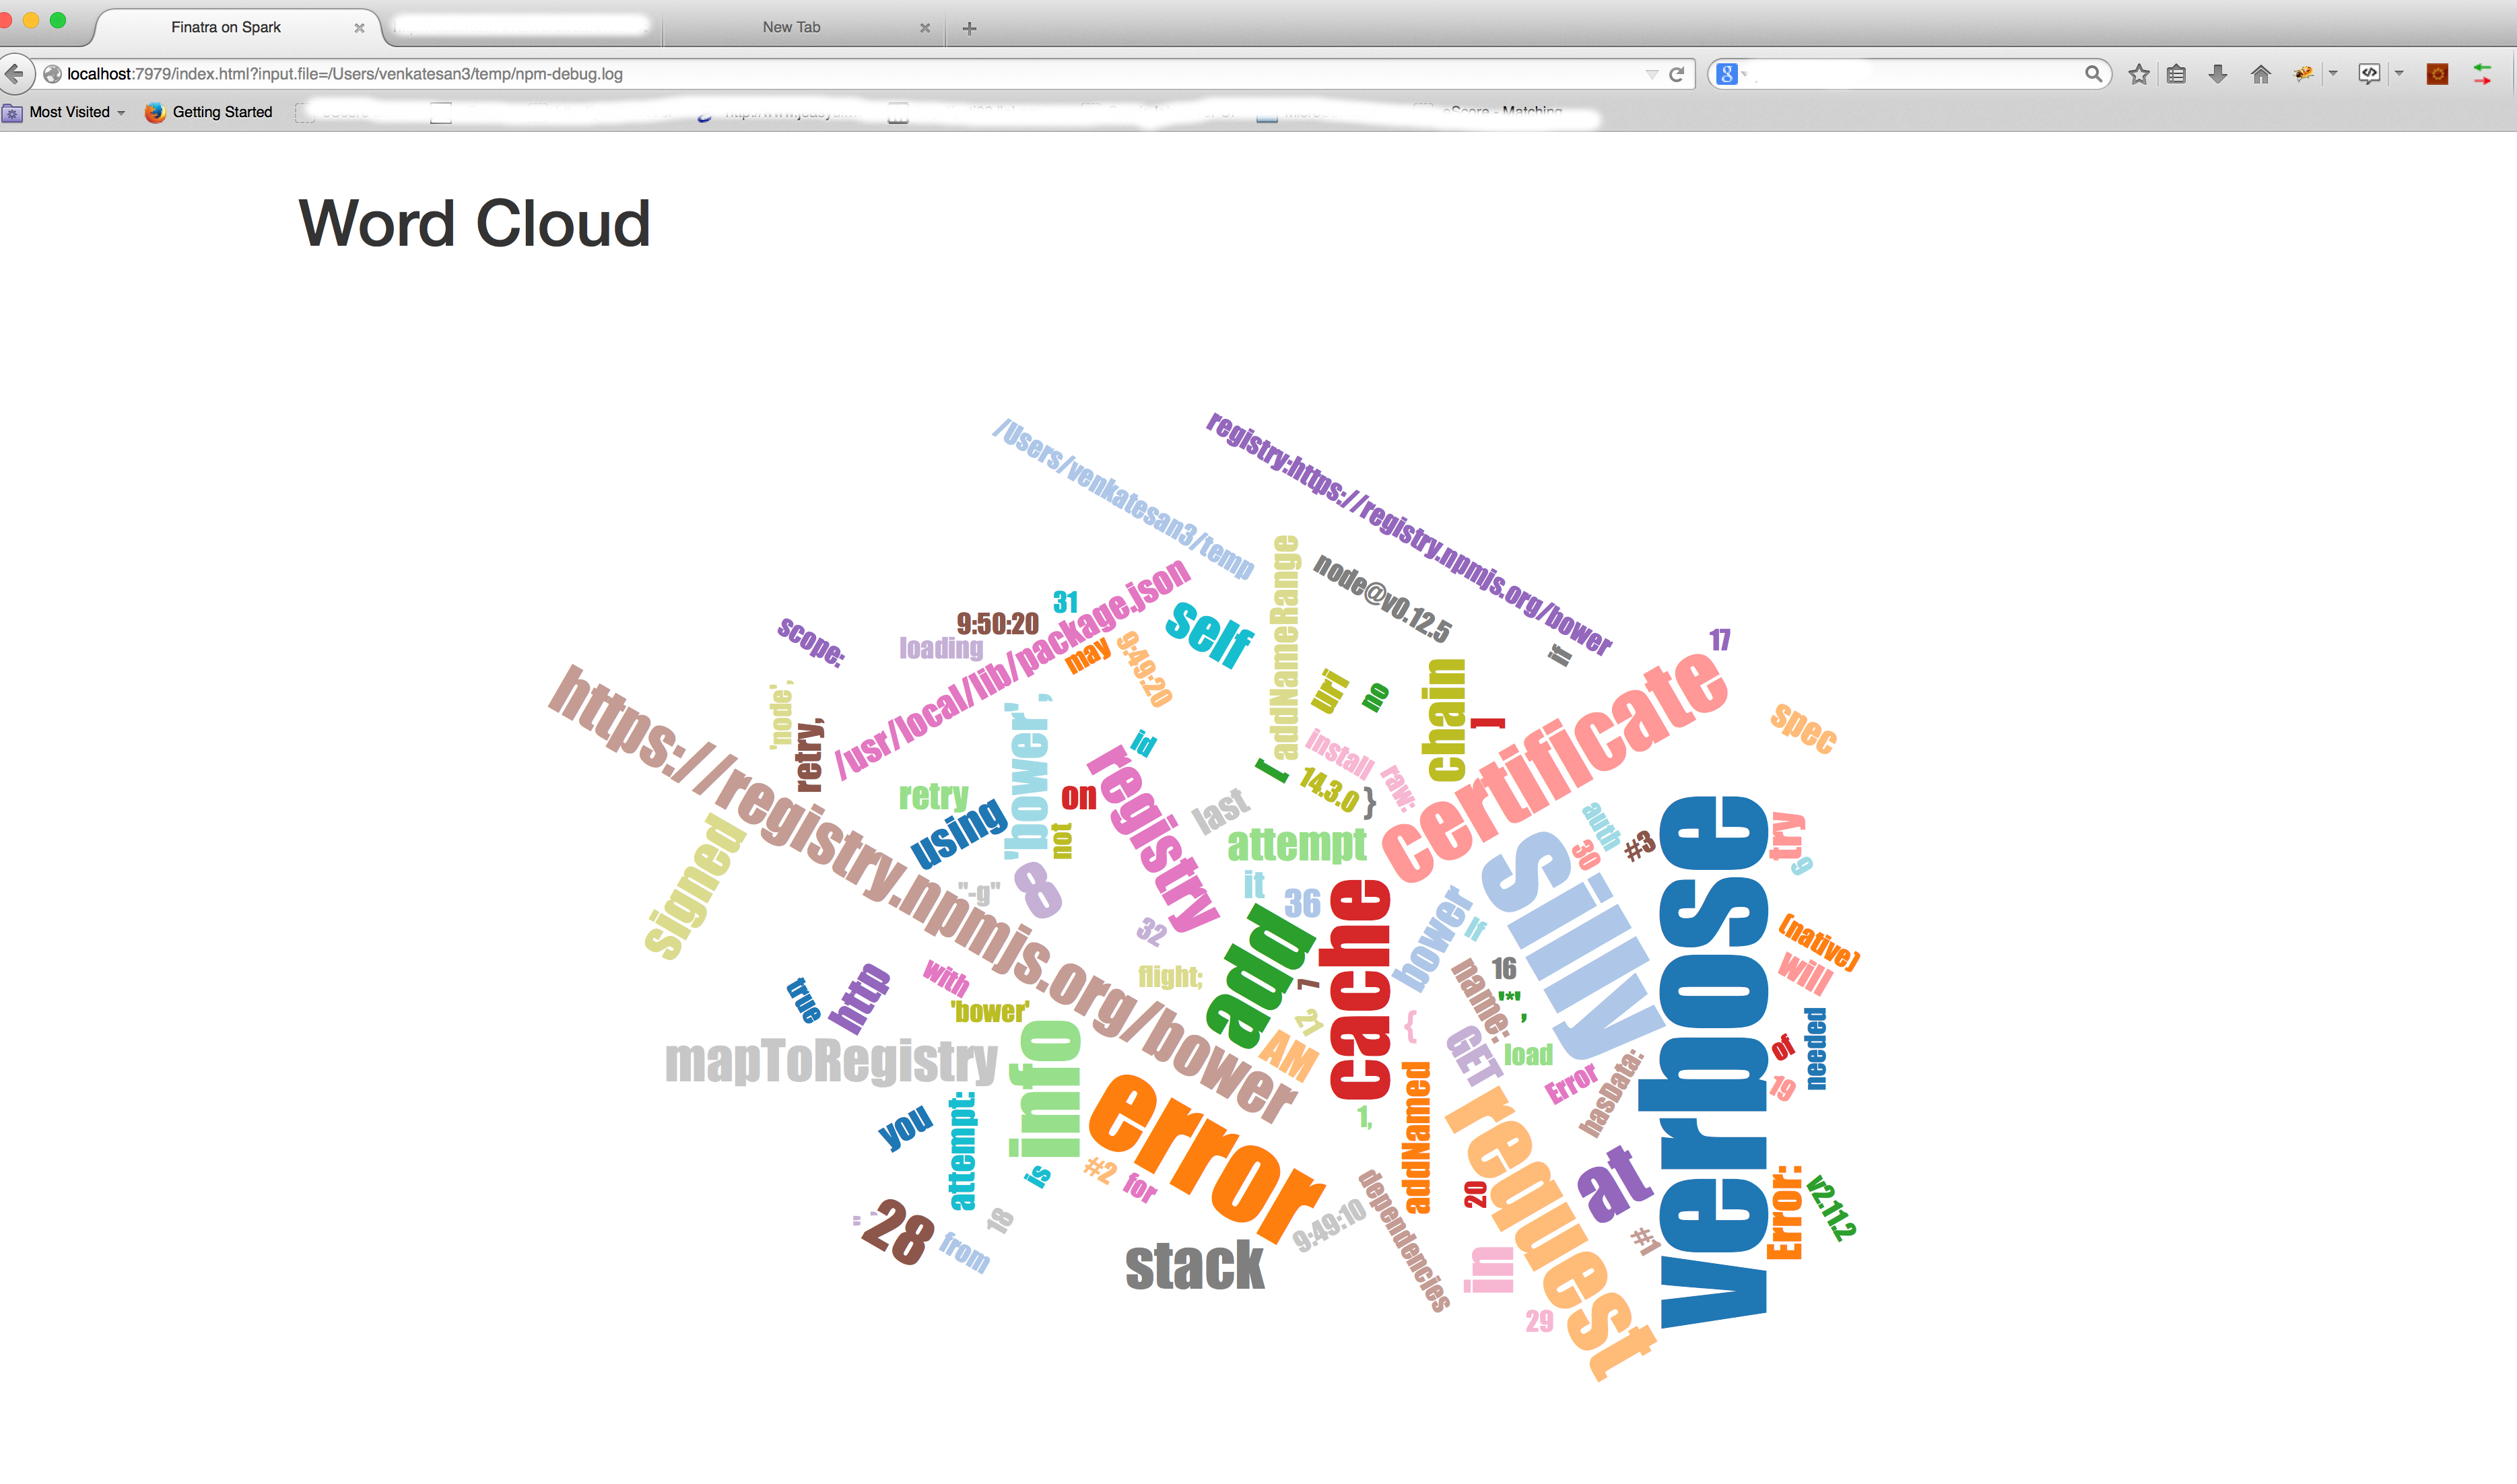 Finatra on Spark
New Tab
localhost:7979/index.html?input.file=/Users/venkatesan3/temp/npm-debug.log
Most Visited
Getting Started
eScore - Matching
Word Cloud
/Users/venkatesan3/temp
registry:https://registry.npmjs.org/bower
node@v0.12.5
addNameRange
/usr/local/lib/package.json
31
9:50:20
loading
scope:
self
may
9:49:20
if
17
uri
no
chain
]
certificate
spec
https://registry.npmjs.org/bower
'node',
retry,
'bower',
id
registry
install
[
14.3.0
}
raw:
retry
on
using
not
last
attempt
auth
30
#3
verbose
try
9
signed
"-g"
8
it
36
cache
bower
If
silly
32
add
(native)
will
flight;
7
name:
16
'*',
with
'bower'
true
http
21
AM
{
GET
load
of
needed
mapToRegistry
info
error
1,
addNamed
Error
hasData:
19
you
attempt:
is
#2
for
request
at
20
Error:
v2.11.2
28
from
18
9:49:10
dependencies
#1
stack
in
29